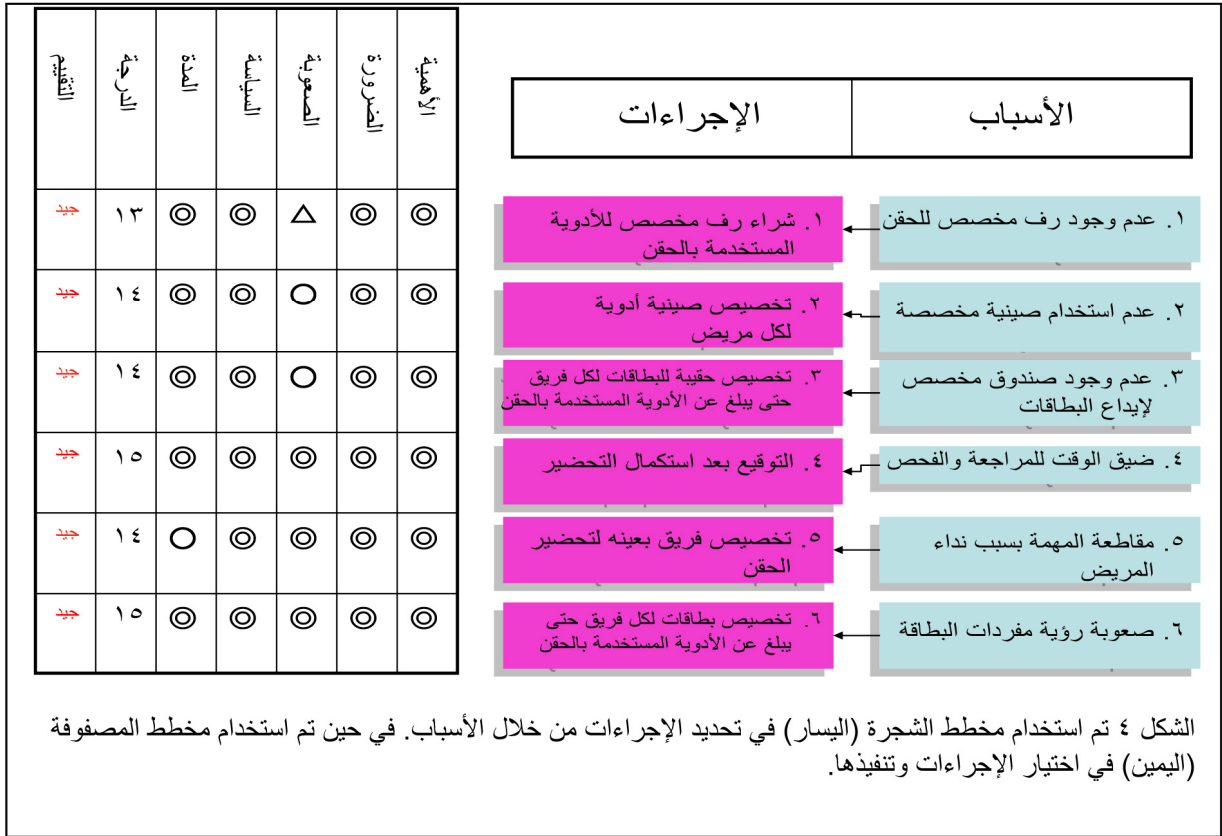 الأسباب
الإجراءات
الأهمية
الضرورة
الصعوبة
السياسة
المدة
الدرجة
التقييم
١. عدم وجود رف مخصص للحقن
١. شراء رف مخصص للأدوية
المستخدمة بالحقن
◎ ◎ △ ◎ ◎ ١٣ جيد
٢. عدم استخدام صينية مخصصة
٢. تخصيص صينية أدوية
لكل مريض
◎ ◎ ○ ◎ ◎ ١٤ جيد
٣. عدم وجود صندوق مخصص
لإيداع البطاقات
٣. تخصيص حقيبة للبطاقات لكل فريق
حتى يبلغ عن الأدوية المستخدمة بالحقن
◎ ◎ ○ ◎ ◎ ١٤ جيد
٤. ضيق الوقت للمراجعة والفحص
٤. التوقيع بعد استكمال التحضير
◎ ◎ ◎ ◎ ◎ ١٥ جيد
٥. مقاطعة المهمة بسبب نداء
المريض
٥. تخصيص فريق بعينه لتحضير
الحقن
◎ ◎ ◎ ◎ ○ ١٤ جيد
٦. صعوبة رؤية مفردات البطاقة
٦. تخصيص بطاقات لكل فريق حتى
يبلغ عن الأدوية المستخدمة بالحقن
◎ ◎ ◎ ◎ ◎ ١٥ جيد
الشكل ٤ تم استخدام مخطط الشجرة (اليسار) في تحديد الإجراءات من خلال الأسباب. في حين تم استخدام مخطط المصفوفة
(اليمين) في اختيار الإجراءات وتنفيذها.